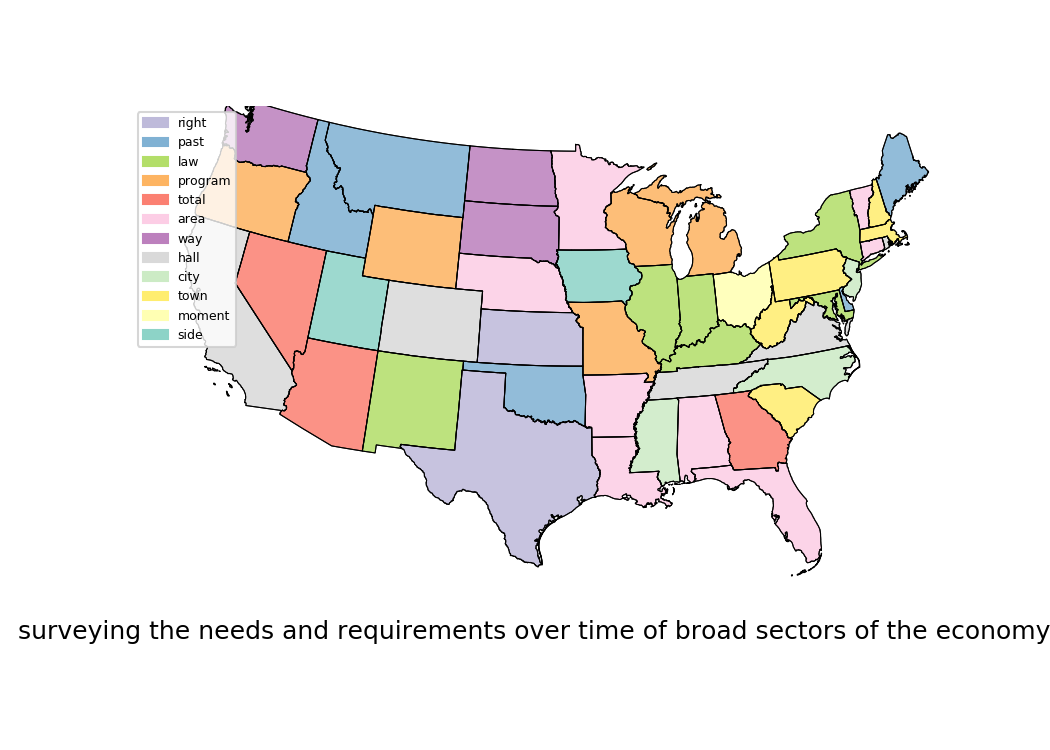 right
past
law
program
total
area
way
hall
city
town
moment
side
surveying the needs and requirements over time of broad sectors of the economy